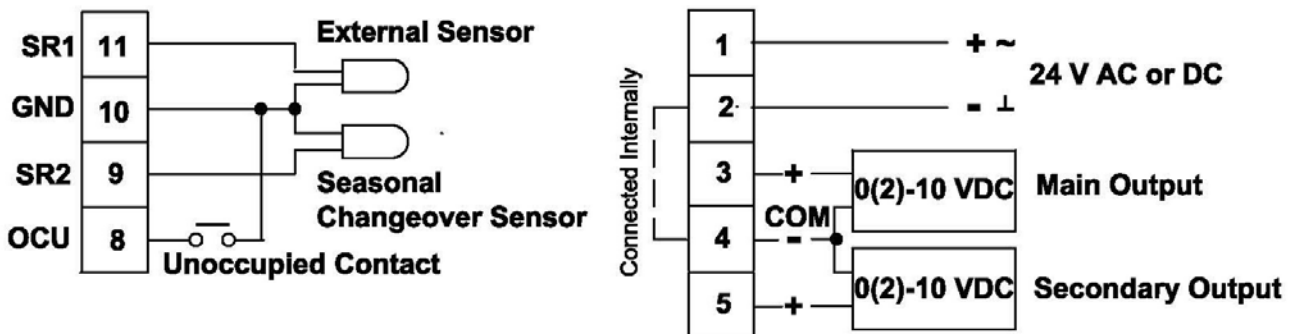 SR1 11
External Sensor
GND 10
SR2 9
Seasonal
Changeover Sensor
OCU 8
Unoccupied Contact
Connected Internally
1 + ~
24 V AC or DC
2 - ⊥
3 + 0(2)-10 VDC Main Output
COM
4 -
5 + 0(2)-10 VDC Secondary Output